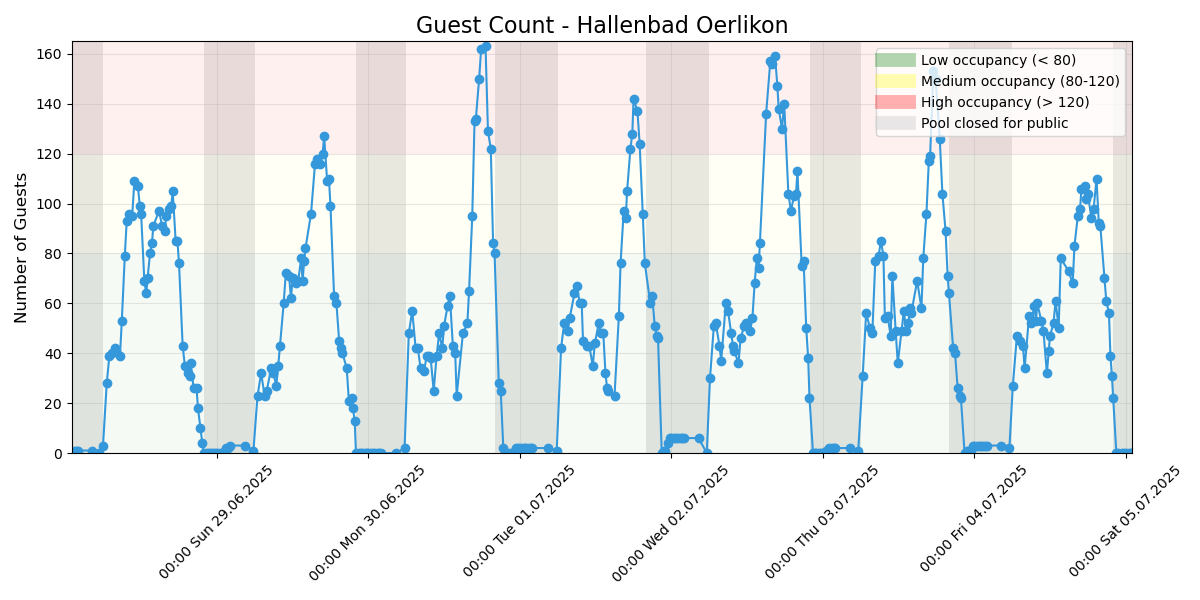 Guest Count - Hallenbad Oerlikon
Number of Guests
160
140
120
100
80
60
40
20
0
Low occupancy (< 80)
Medium occupancy (80-120)
High occupancy (> 120)
Pool closed for public
00:00 Sun 29.06.2025
00:00 Mon 30.06.2025
00:00 Tue 01.07.2025
00:00 Wed 02.07.2025
00:00 Thu 03.07.2025
00:00 Fri 04.07.2025
00:00 Sat 05.07.2025